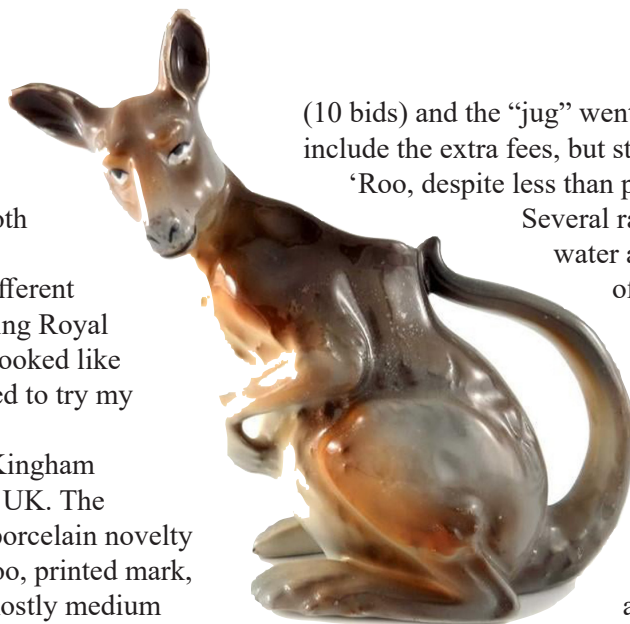 oth
fferent
ing Royal
ooked like
ed to try my
Kingham
UK. The
porcelain novelty
oo, printed mark,
ostly medium
(10 bids) and the “jug” went
include the extra fees, but st
‘Roo, despite less than p
Several ra
water a
of
a